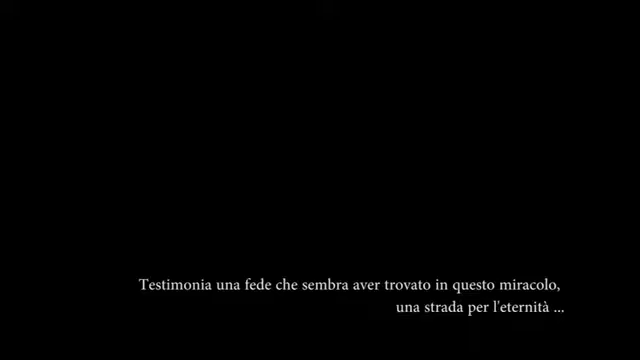 Testimonia una fede che sembra aver trovato in questo miracolo,
una strada per l'eternità ...